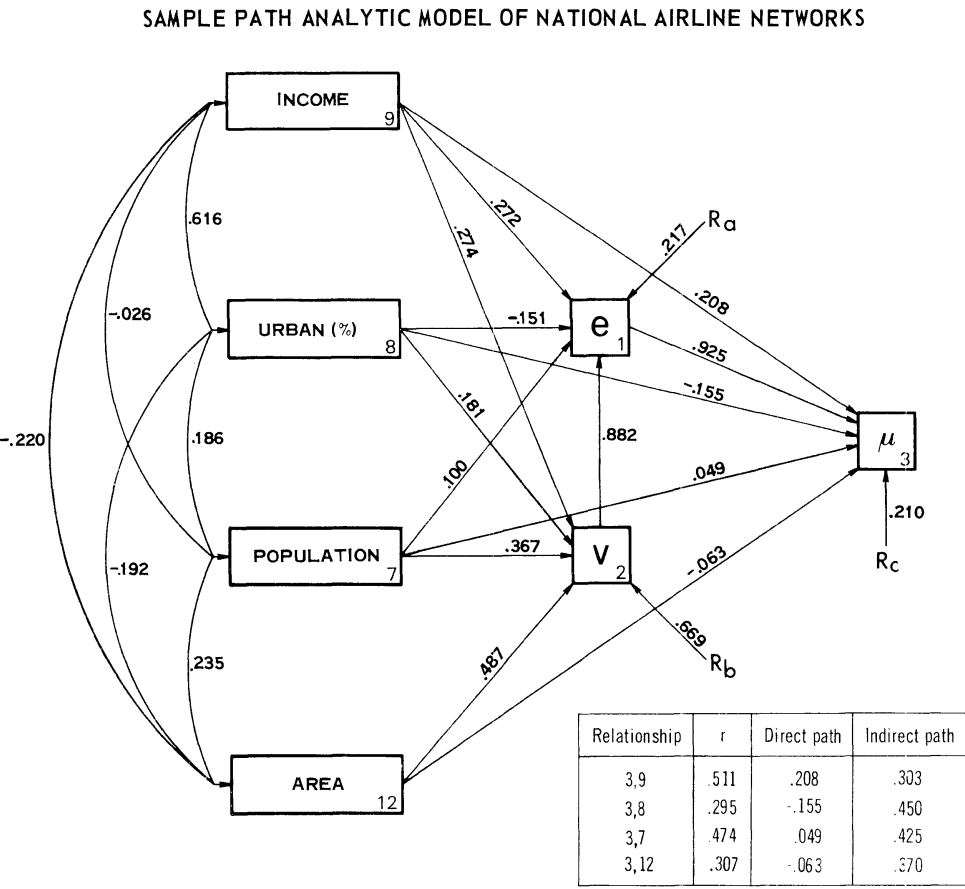 SAMPLE PATH ANALYTIC MODEL OF NATIONAL AIRLINE NETWORKS
INCOME
9
.616
.272
.274
Ra
.217
.208
-.026
URBAN (%)
8
-.151
e
1
.925
-.155
.181
.882
μ
3
-.220
.186
.100
.049
.210
Rc
POPULATION
7
.367
v
2
-.063
-.192
.669
Rb
.235
.487
AREA
12
Relationship r Direct path Indirect path
3,9 .511 .208 .303
3,8 .295 -.155 .450
3,7 .474 .049 .425
3,12 .307 -.063 .370